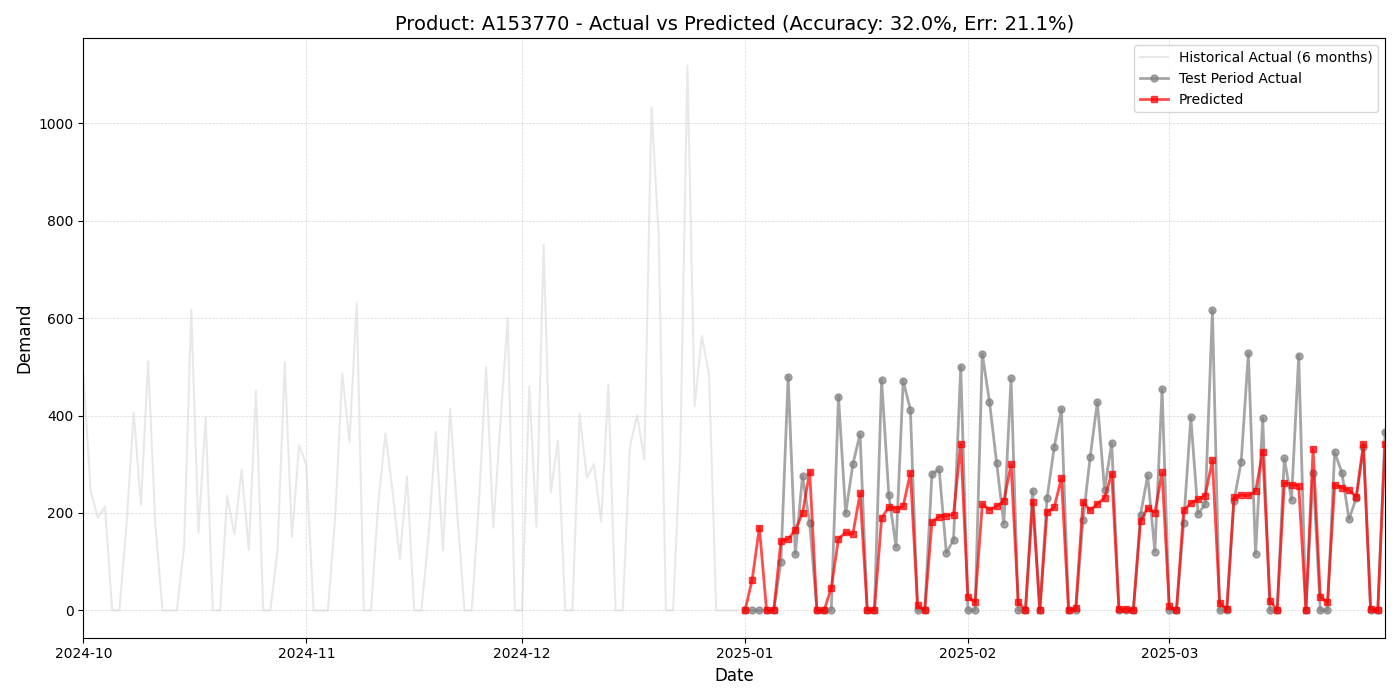 Product: A153770 - Actual vs Predicted (Accuracy: 32.0%, Err: 21.1%)
Historical Actual (6 months)
Test Period Actual
Predicted
1000
800
600
400
200
0
Demand
2024-10
2024-11
2024-12
2025-01
2025-02
2025-03
Date